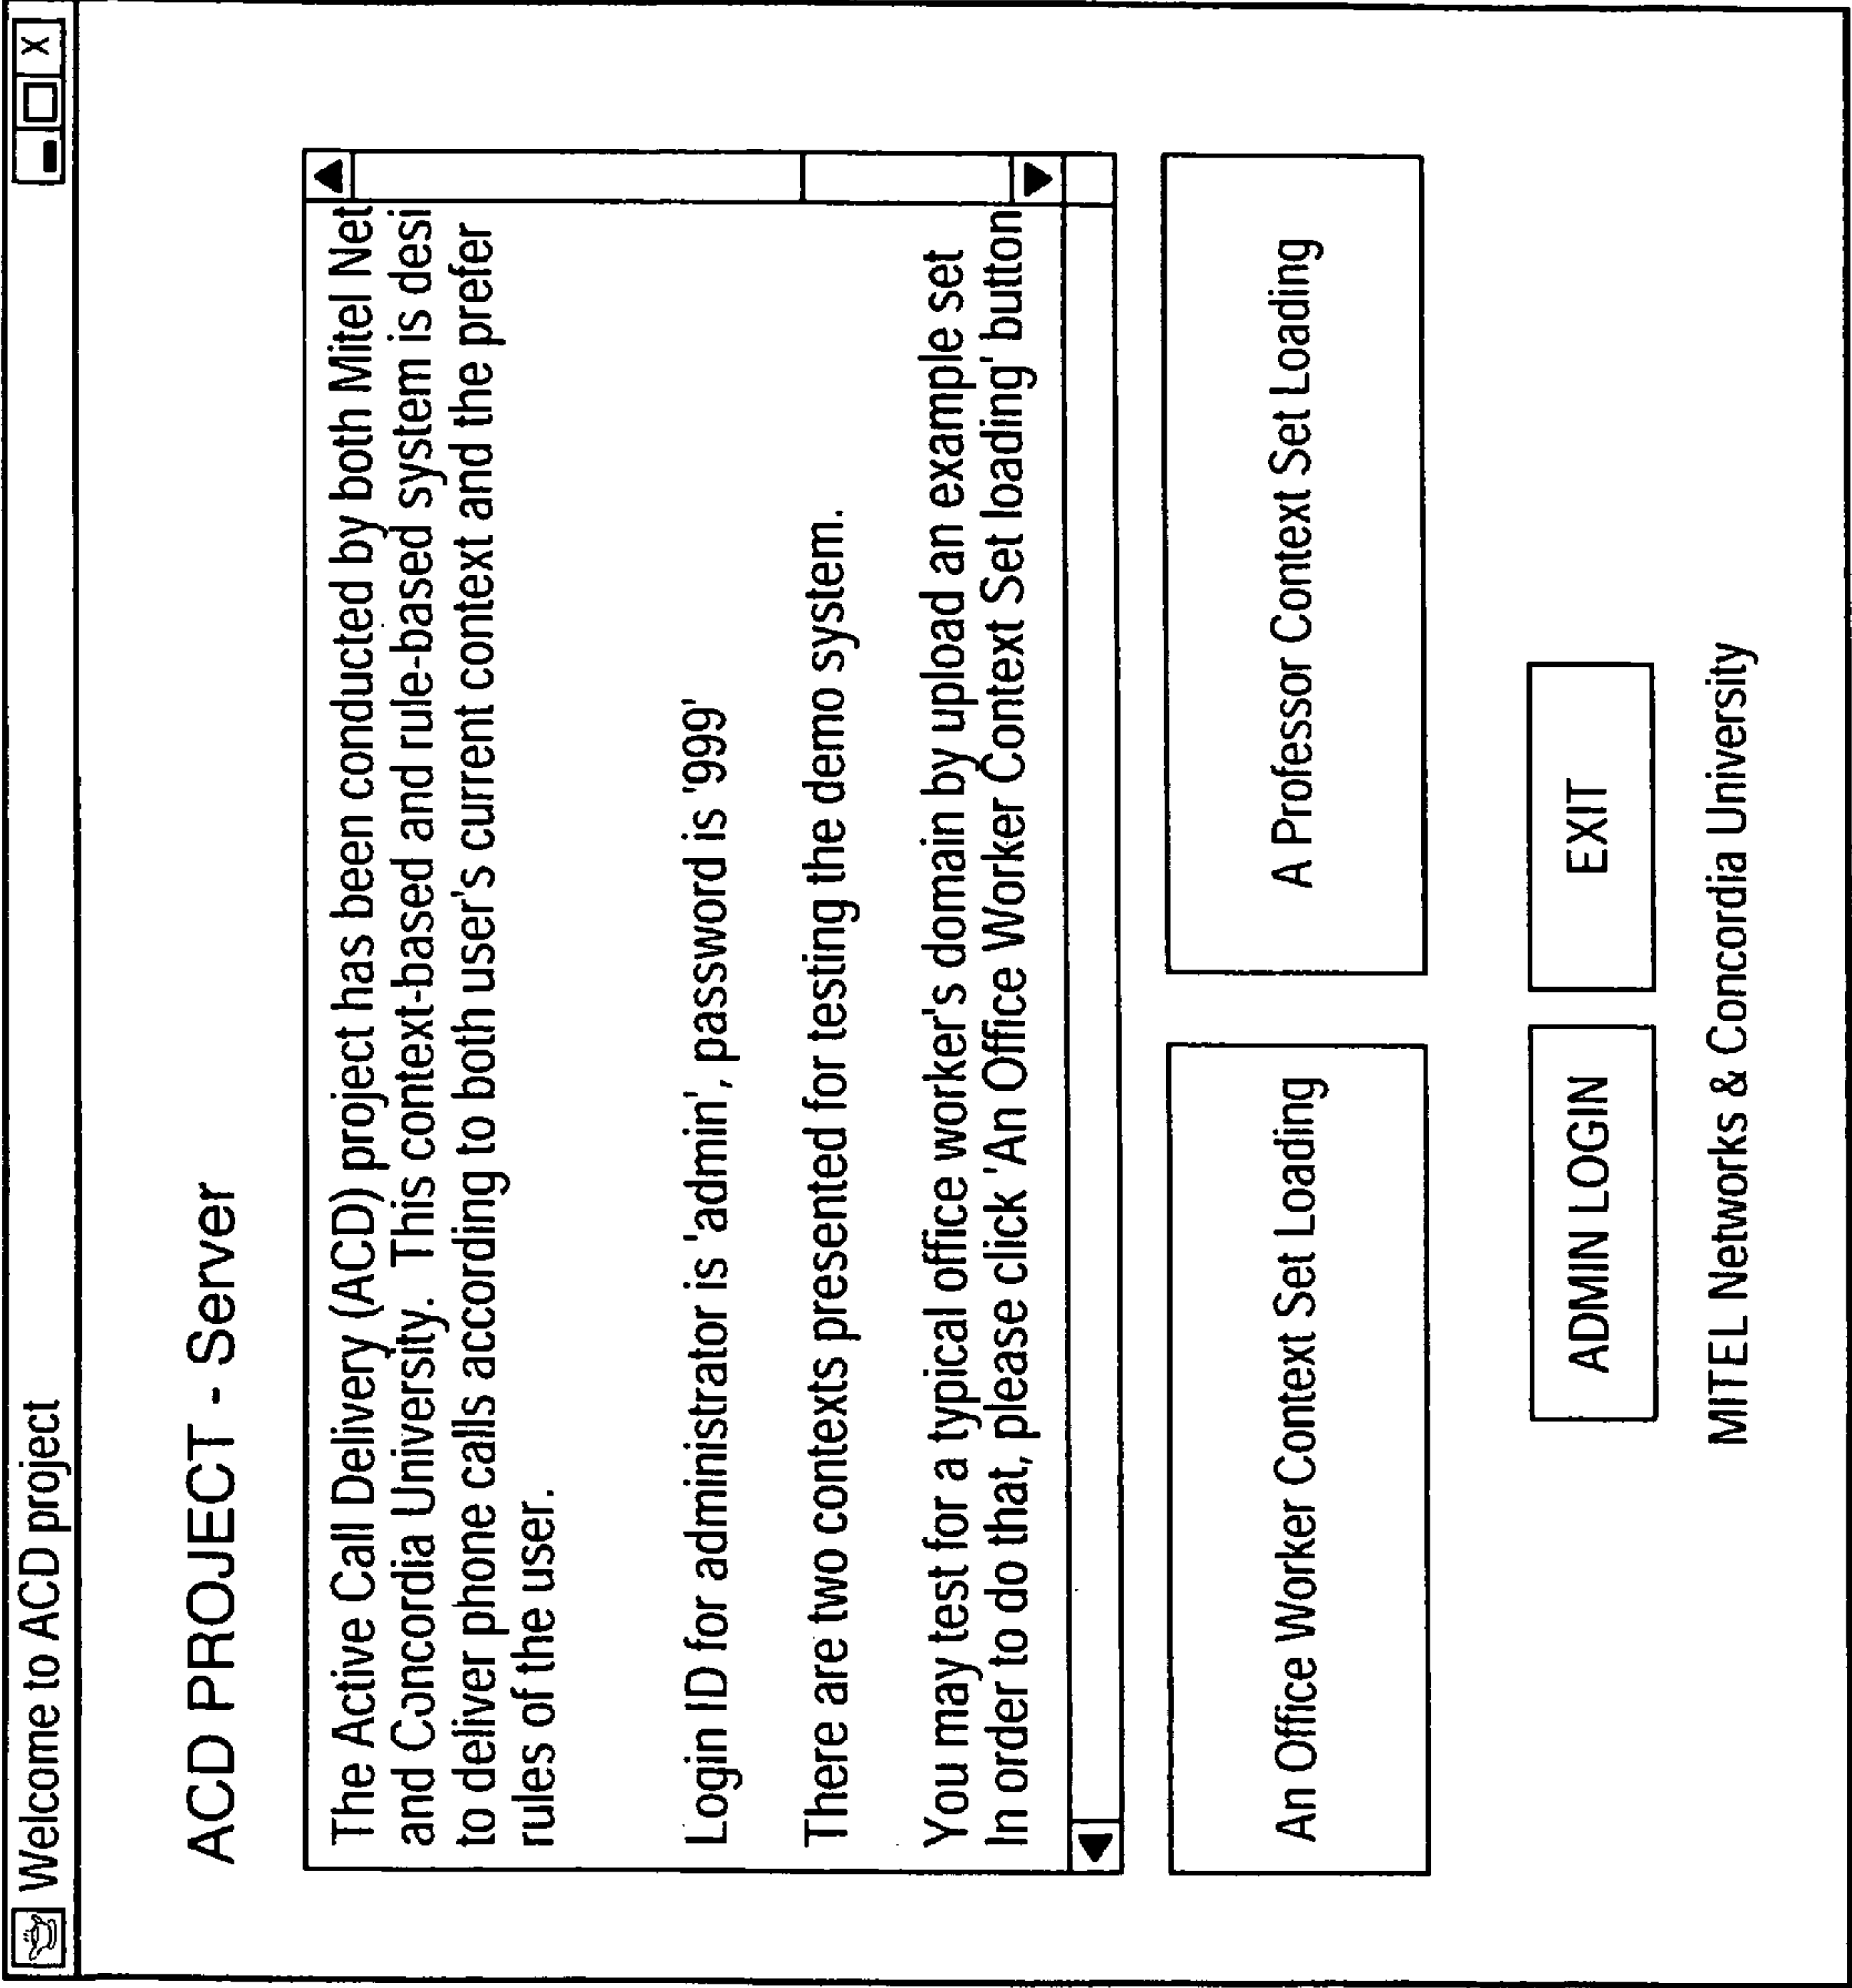 Welcome to ACD project
X
ACD PROJECT - Server
The Active Call Delivery (ACD) project has been conducted by both Mitel Net
and Concordia University. This context-based and rule-based system is desi
to deliver phone calls according to both user's current context and the prefer
rules of the user.
Login ID for administrator is 'admin', password is '999'
There are two contexts presented for testing the demo system.
You may test for a typical office worker's domain by upload an example set
In order to do that, please click 'An Office Worker Context Set loading' button
An Office Worker Context Set Loading
A Professor Context Set Loading
ADMIN LOGIN
EXIT
MITEL Networks & Concordia University